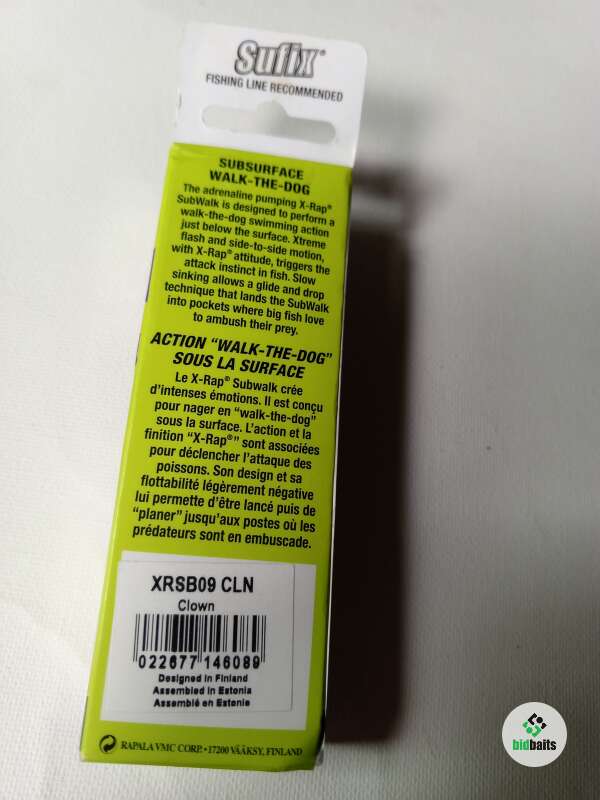 Sufix®
FISHING LINE RECOMMENDED
SUBSURFACE
WALK-THE-DOG
The adrenaline pumping X-Rap®
SubWalk is designed to perform a
walk-the-dog swimming action
just below the surface. Xtreme
flash and side-to-side motion,
with X-Rap® attitude, triggers the
attack instinct in fish. Slow
sinking allows a glide and drop
technique that lands the SubWalk
into pockets where big fish love
to ambush their prey.
ACTION “WALK-THE-DOG”
SOUS LA SURFACE
Le X-Rap® Subwalk crée
d’intenses émotions. Il est conçu
pour nager en “walk-the-dog”
sous la surface. L’action et la
finition “X-Rap®” sont associées
pour déclencher l’attaque des
poissons. Son design et sa
flottabilité légèrement négative
lui permette d’être lancé puis de
“planer” jusqu’aux postes où les
prédateurs sont en embuscade.
XRSB09 CLN
Clown
022677 146089
Designed in Finland
Assembled in Estonia
Assemblé en Estonie
RAPALA VMC CORP. • 17200 VÄÄKSY, FINLAND
bidbaits